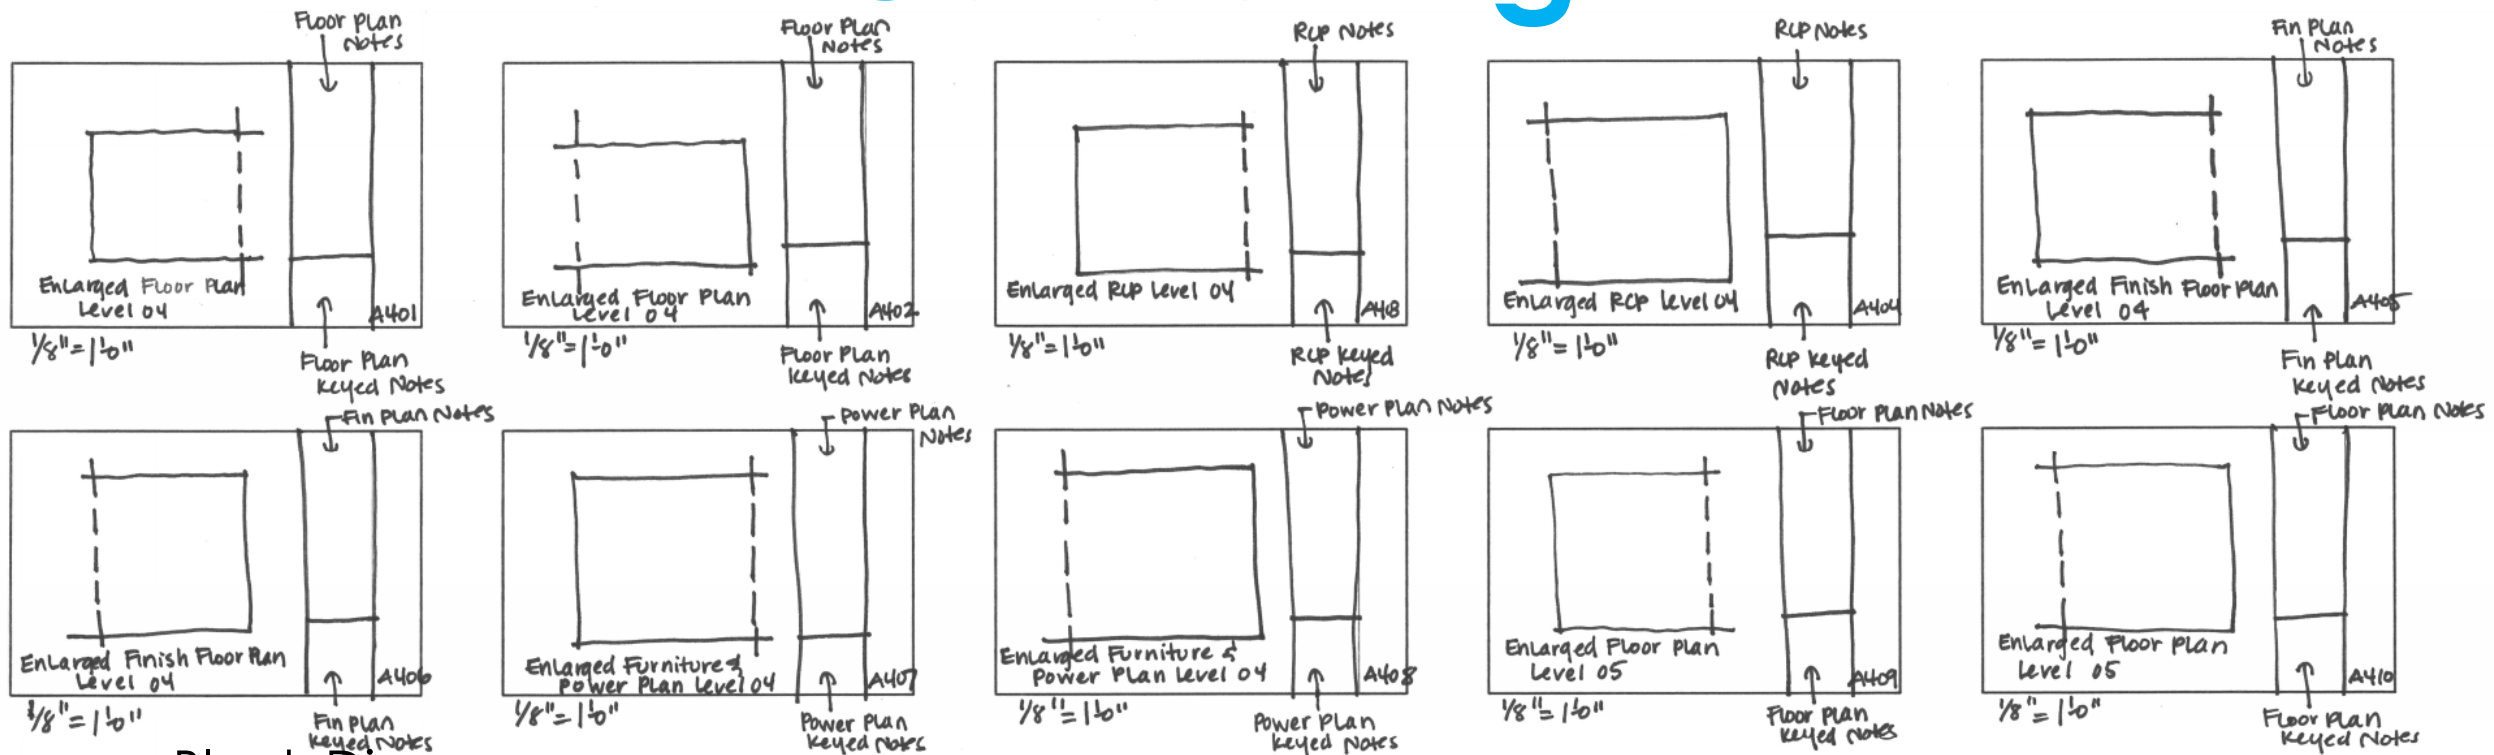 Floor Plan
Notes
Enlarged Floor Plan
Level 04
A401
1/8" = 1'-0"
Floor Plan
Keyed Notes
Floor Plan
Notes
Enlarged Floor Plan
Level 04
A402
1/8" = 1'-0"
Floor Plan
Keyed Notes
RCP Notes
Enlarged RCP Level 04
A403
1/8" = 1'-0"
RCP Keyed
Notes
RCP Notes
Enlarged RCP Level 04
A404
1/8" = 1'-0"
RCP Keyed
Notes
Fin Plan
Notes
Enlarged Finish Floor Plan
Level 04
A405
1/8" = 1'-0"
Fin Plan
Keyed Notes
Fin Plan Notes
Enlarged Finish Floor Plan
Level 04
A406
1/8" = 1'-0"
Fin Plan
Keyed Notes
Power Plan
Notes
Enlarged Furniture &
Power Plan Level 04
A407
1/8" = 1'-0"
Power Plan
Keyed Notes
Power Plan Notes
Enlarged Furniture &
Power Plan Level 04
A408
1/8" = 1'-0"
Power Plan
Keyed Notes
Floor Plan Notes
Enlarged Floor Plan
Level 05
A409
1/8" = 1'-0"
Floor Plan
Keyed Notes
Floor Plan Notes
Enlarged Floor Plan
Level 05
A410
1/8" = 1'-0"
Floor Plan
Keyed Notes